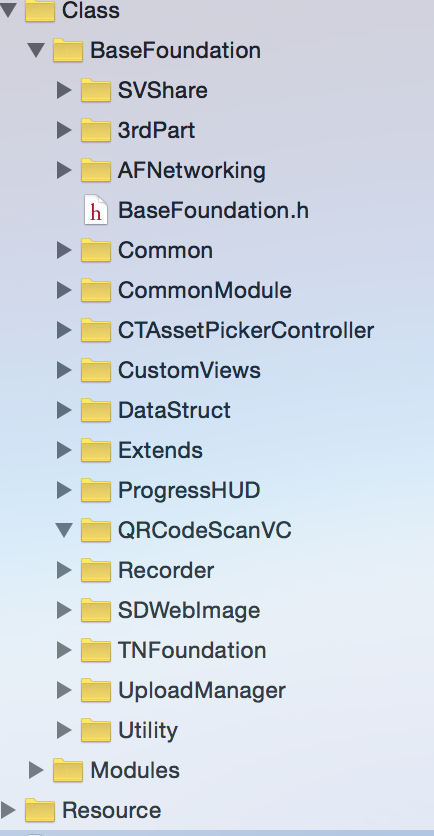 Class
BaseFoundation
SVShare
3rdPart
AFNetworking
h BaseFoundation.h
Common
CommonModule
CTAssetPickerController
CustomViews
DataStruct
Extends
ProgressHUD
QRCodeScanVC
Recorder
SDWebImage
TNFoundation
UploadManager
Utility
Modules
Resource